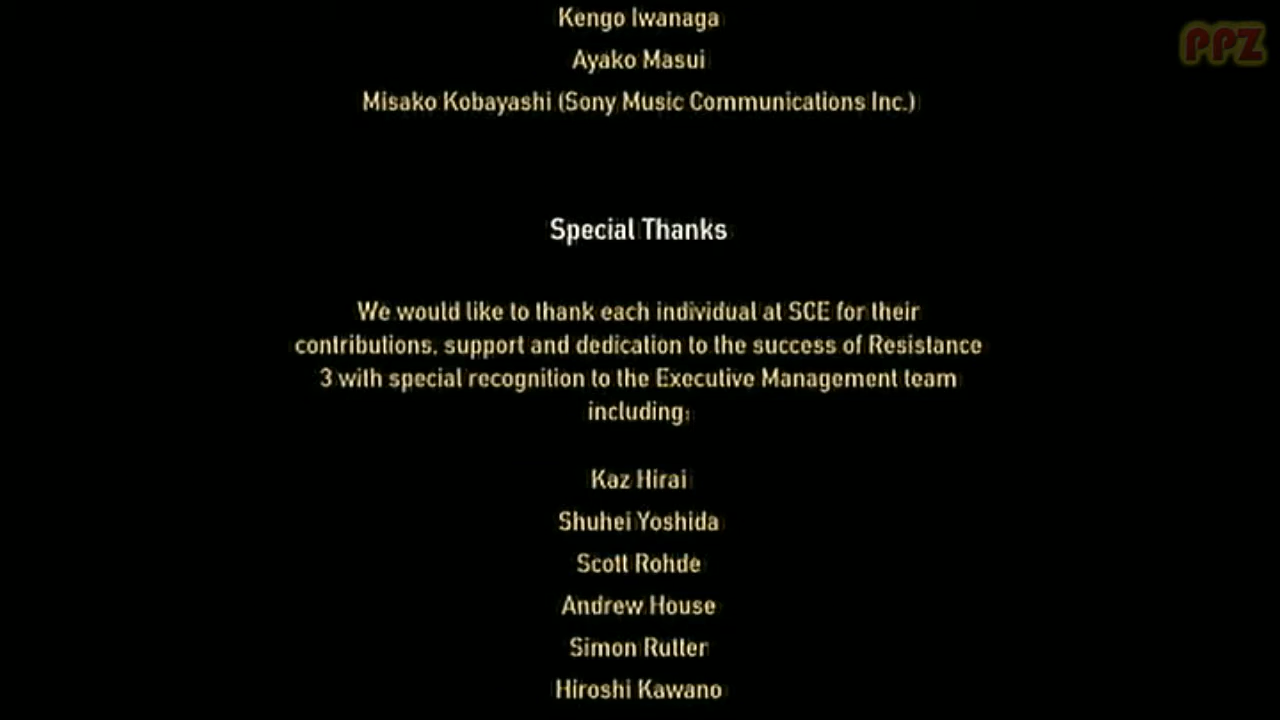 Kengo Iwanaga
PPZ
Ayako Masui
Misako Kobayashi (Sony Music Communications Inc.)
Special Thanks
We would like to thank each individual at SCE for their
contributions, support and dedication to the success of Resistance
3 with special recognition to the Executive Management team
including:
Kaz Hirai
Shuhei Yoshida
Scott Rohde
Andrew House
Simon Rutter
Hiroshi Kawano